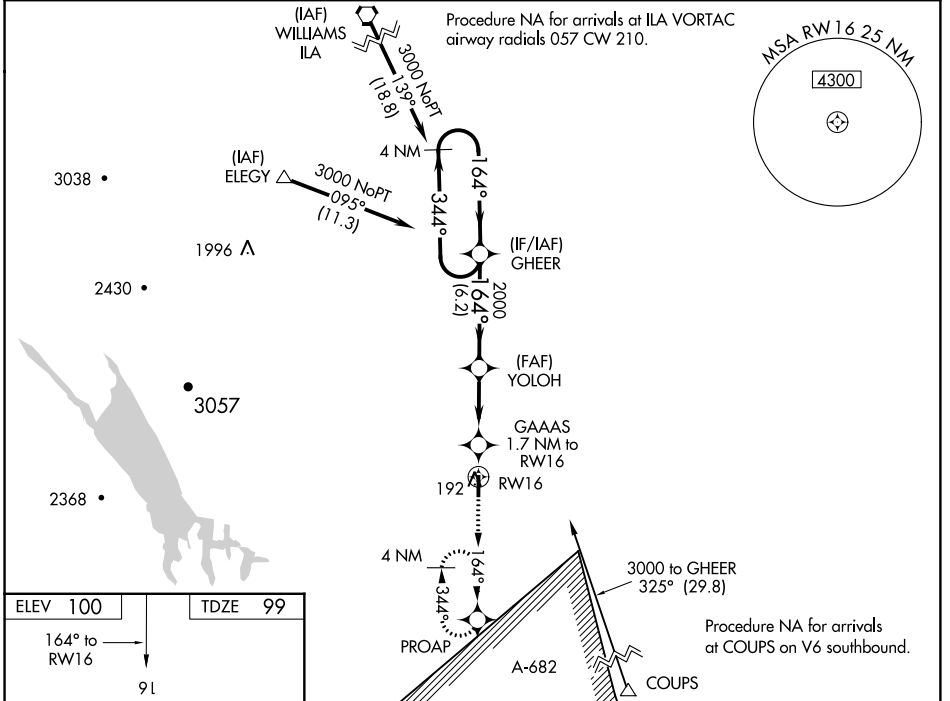 (IAF)
WILLIAMS
ILA
Procedure NA for arrivals at ILA VORTAC
airway radials 057 CW 210.
MSA RW16 25 NM
4300
3000 NoPT
139°
(18.8)
4 NM
164°
344°
(IAF)
ELEGY
3000 NoPT
095°
(11.3)
3038
1996
2430
3057
2368
(IF/IAF)
GHEER
2000
164°
(6.2)
(FAF)
YOLOH
GAAAS
1.7 NM to
RW16
192
RW16
4 NM
164°
344°
PROAP
A-682
3000 to GHEER
325° (29.8)
Procedure NA for arrivals
at COUPS on V6 southbound.
COUPS
ELEV 100
TDZE 99
164° to
RW16
16